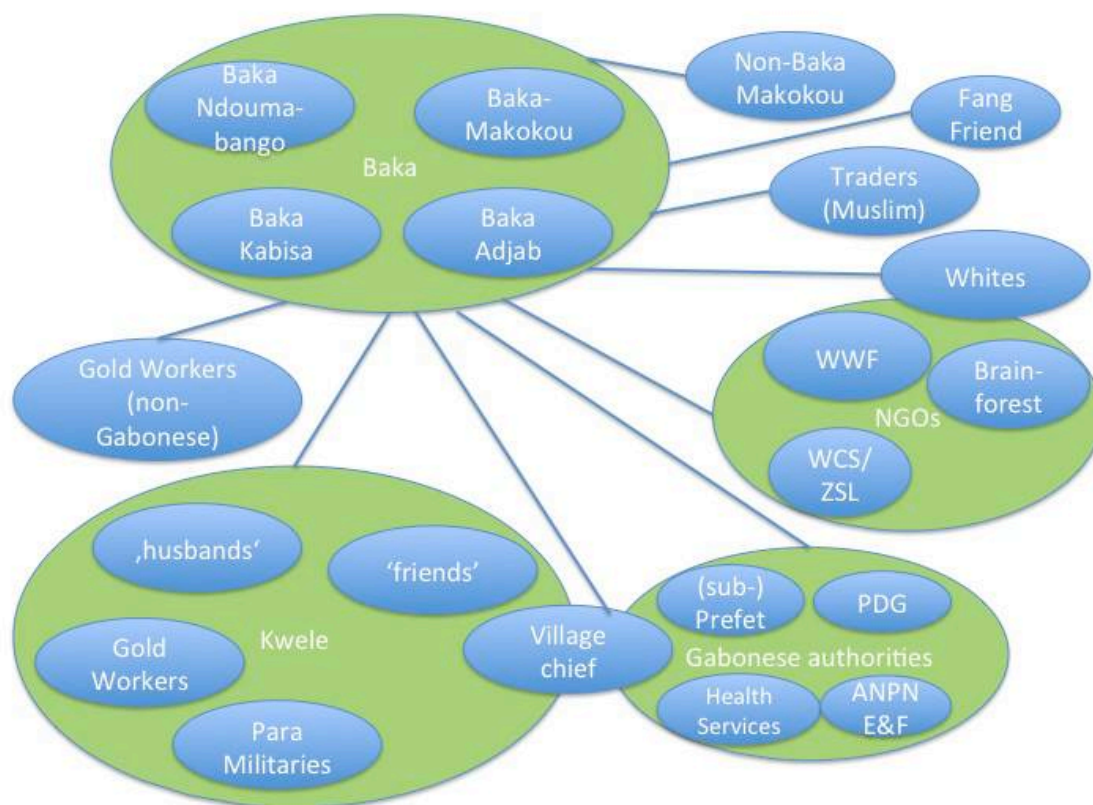 Baka
Ndouma-
bango
Baka-
Makokou
Baka
Baka
Kabisa
Baka
Adjab
Non-Baka
Makokou
Fang
Friend
Traders
(Muslim)
Whites
WWF
Brain-
forest
NGOs
WCS/
ZSL
Gold Workers
(non-
Gabonese)
‚husbands‘
‘friends’
Kwele
Gold
Workers
Para
Militaries
Village
chief
(sub-)
Prefet
PDG
Gabonese authorities
Health
Services
ANPN
E&F